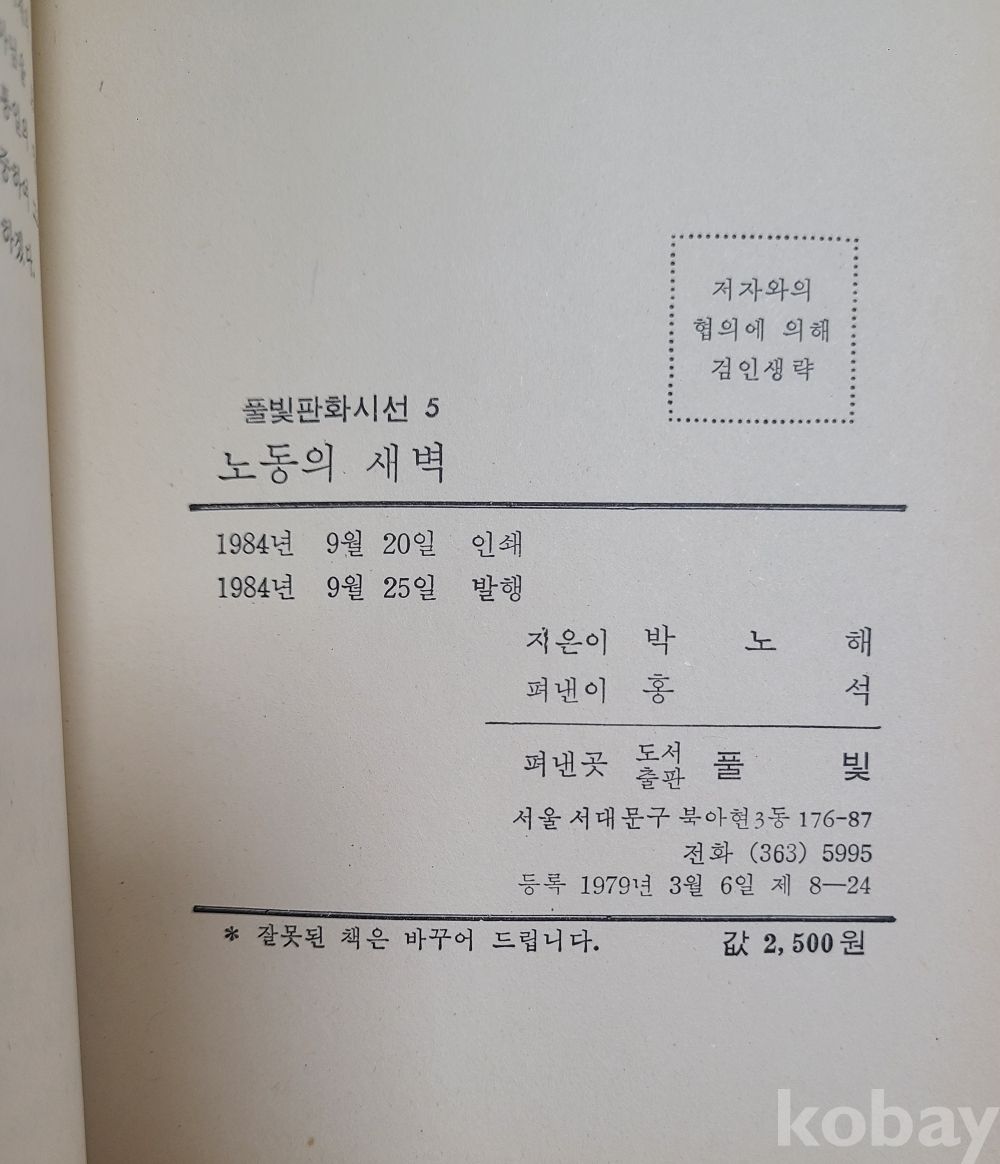 하겠다.
저자와의
협의에 의해
검인생략
풀빛판화시선 5
노동의 새벽
1984년 9월 20일 인쇄
1984년 9월 25일 발행
지은이 박 노 해
펴낸이 홍 석
펴낸곳 도서출판 풀 빛
서울 서대문구 북아현3동 176-87
전화 (363) 5995
등록 1979년 3월 6일 제 8—24
* 잘못된 책은 바꾸어 드립니다. 값 2,500원
kobay